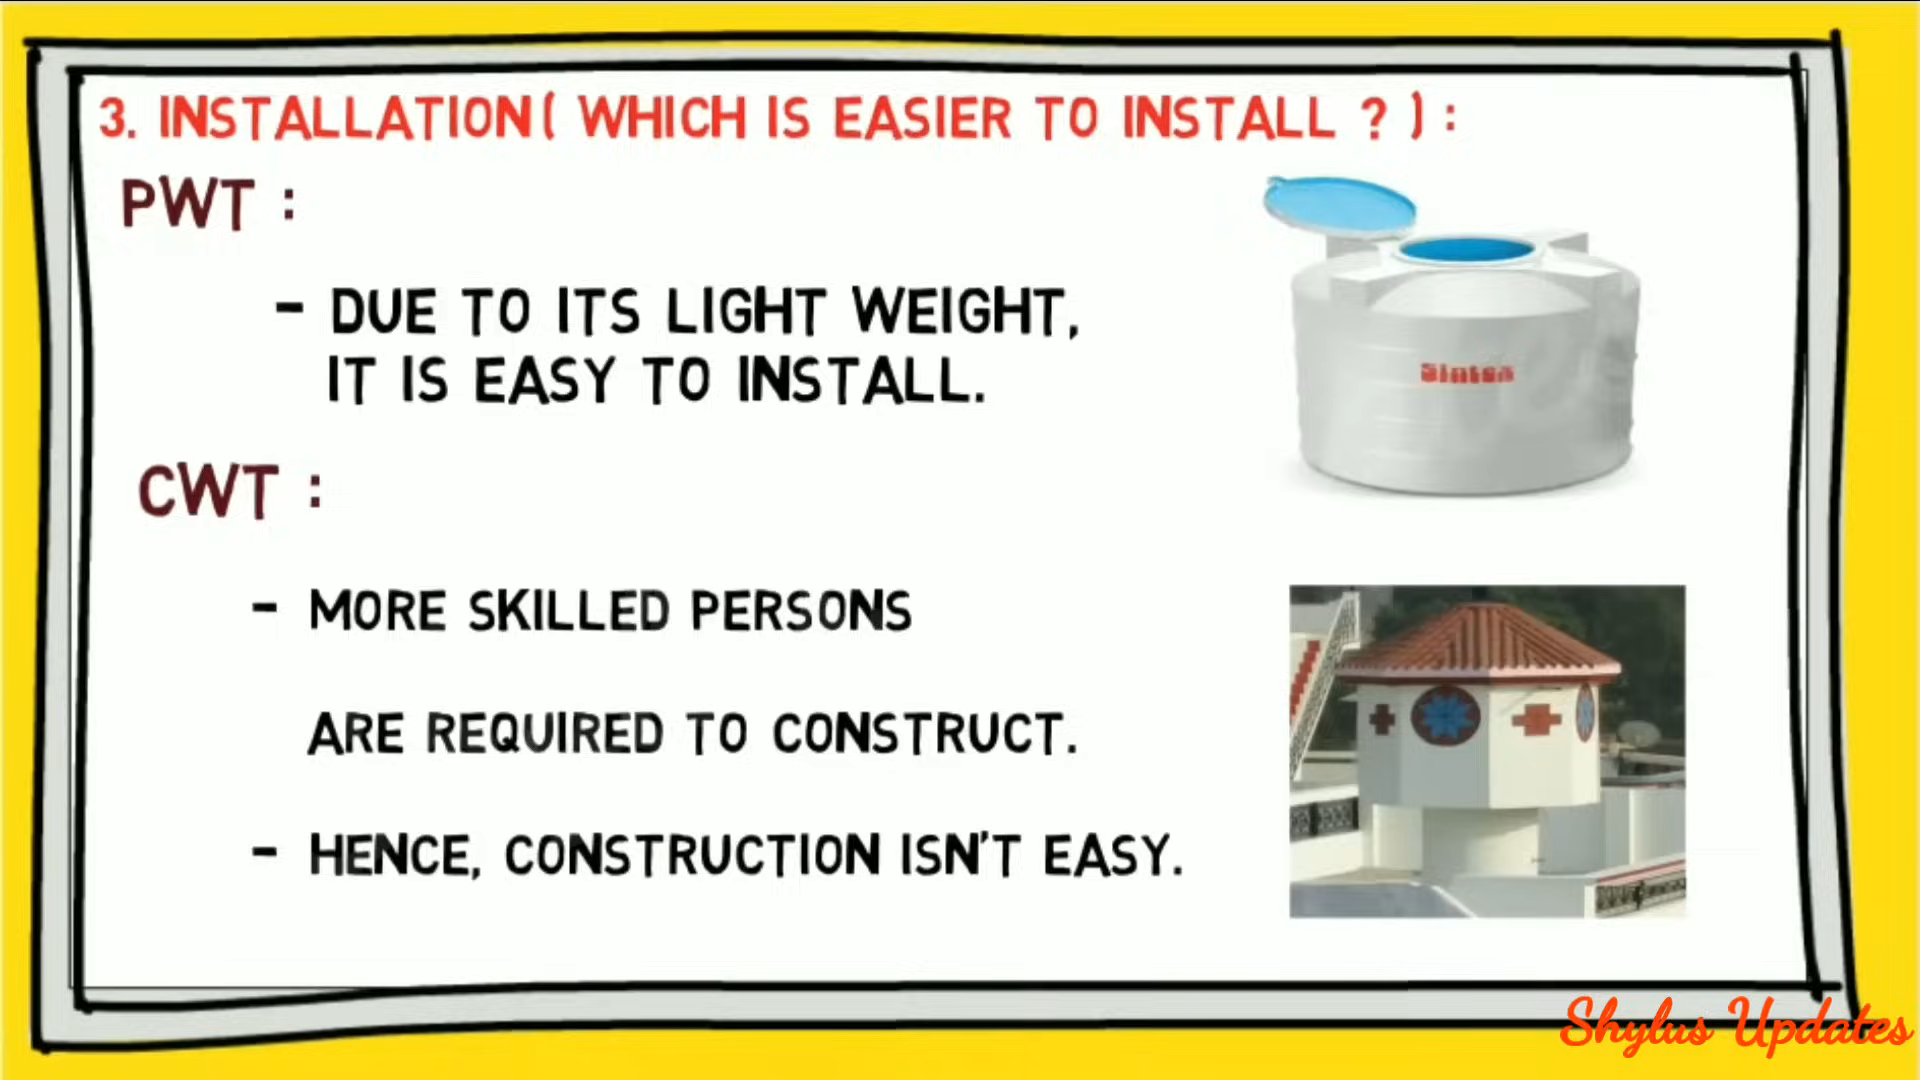 3. INSTALLATION( WHICH IS EASIER TO INSTALL ? ) :
PWT :
- DUE TO ITS LIGHT WEIGHT,
IT IS EASY TO INSTALL.
Sintex
CWT :
- MORE SKILLED PERSONS
ARE REQUIRED TO CONSTRUCT.
- HENCE, CONSTRUCTION ISN'T EASY.
Shylus Updates